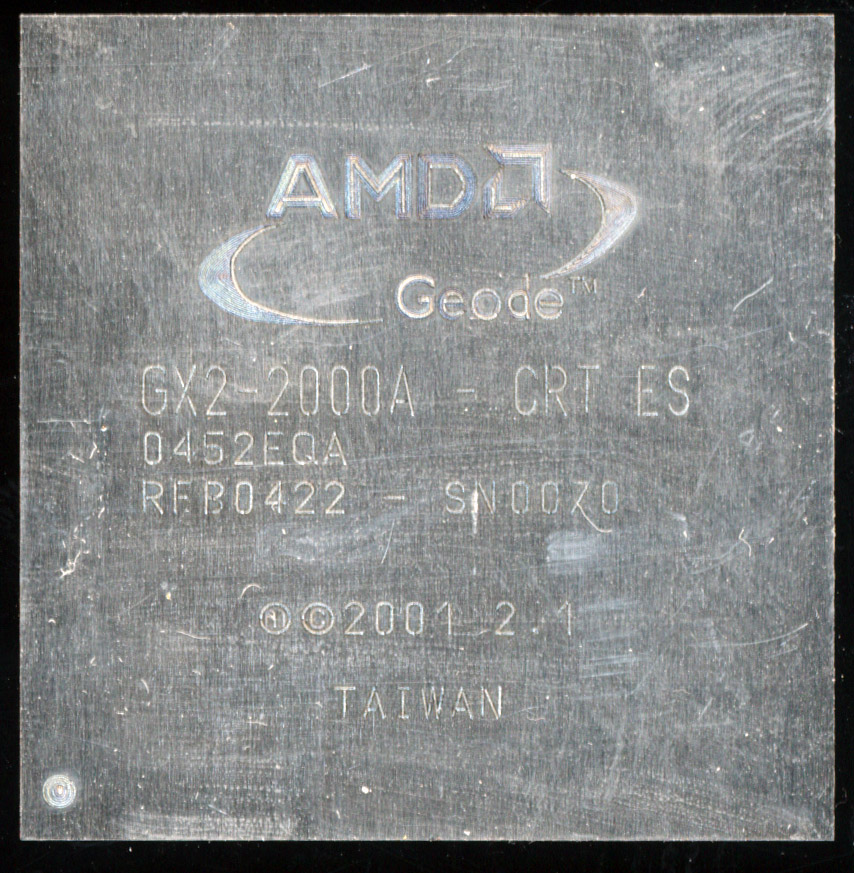 AMD
Geode™
GX2-2000A - CRT ES
0452EQA
RFB0422 - SN0070
Ⓜ©2001 2.1
TAIWAN